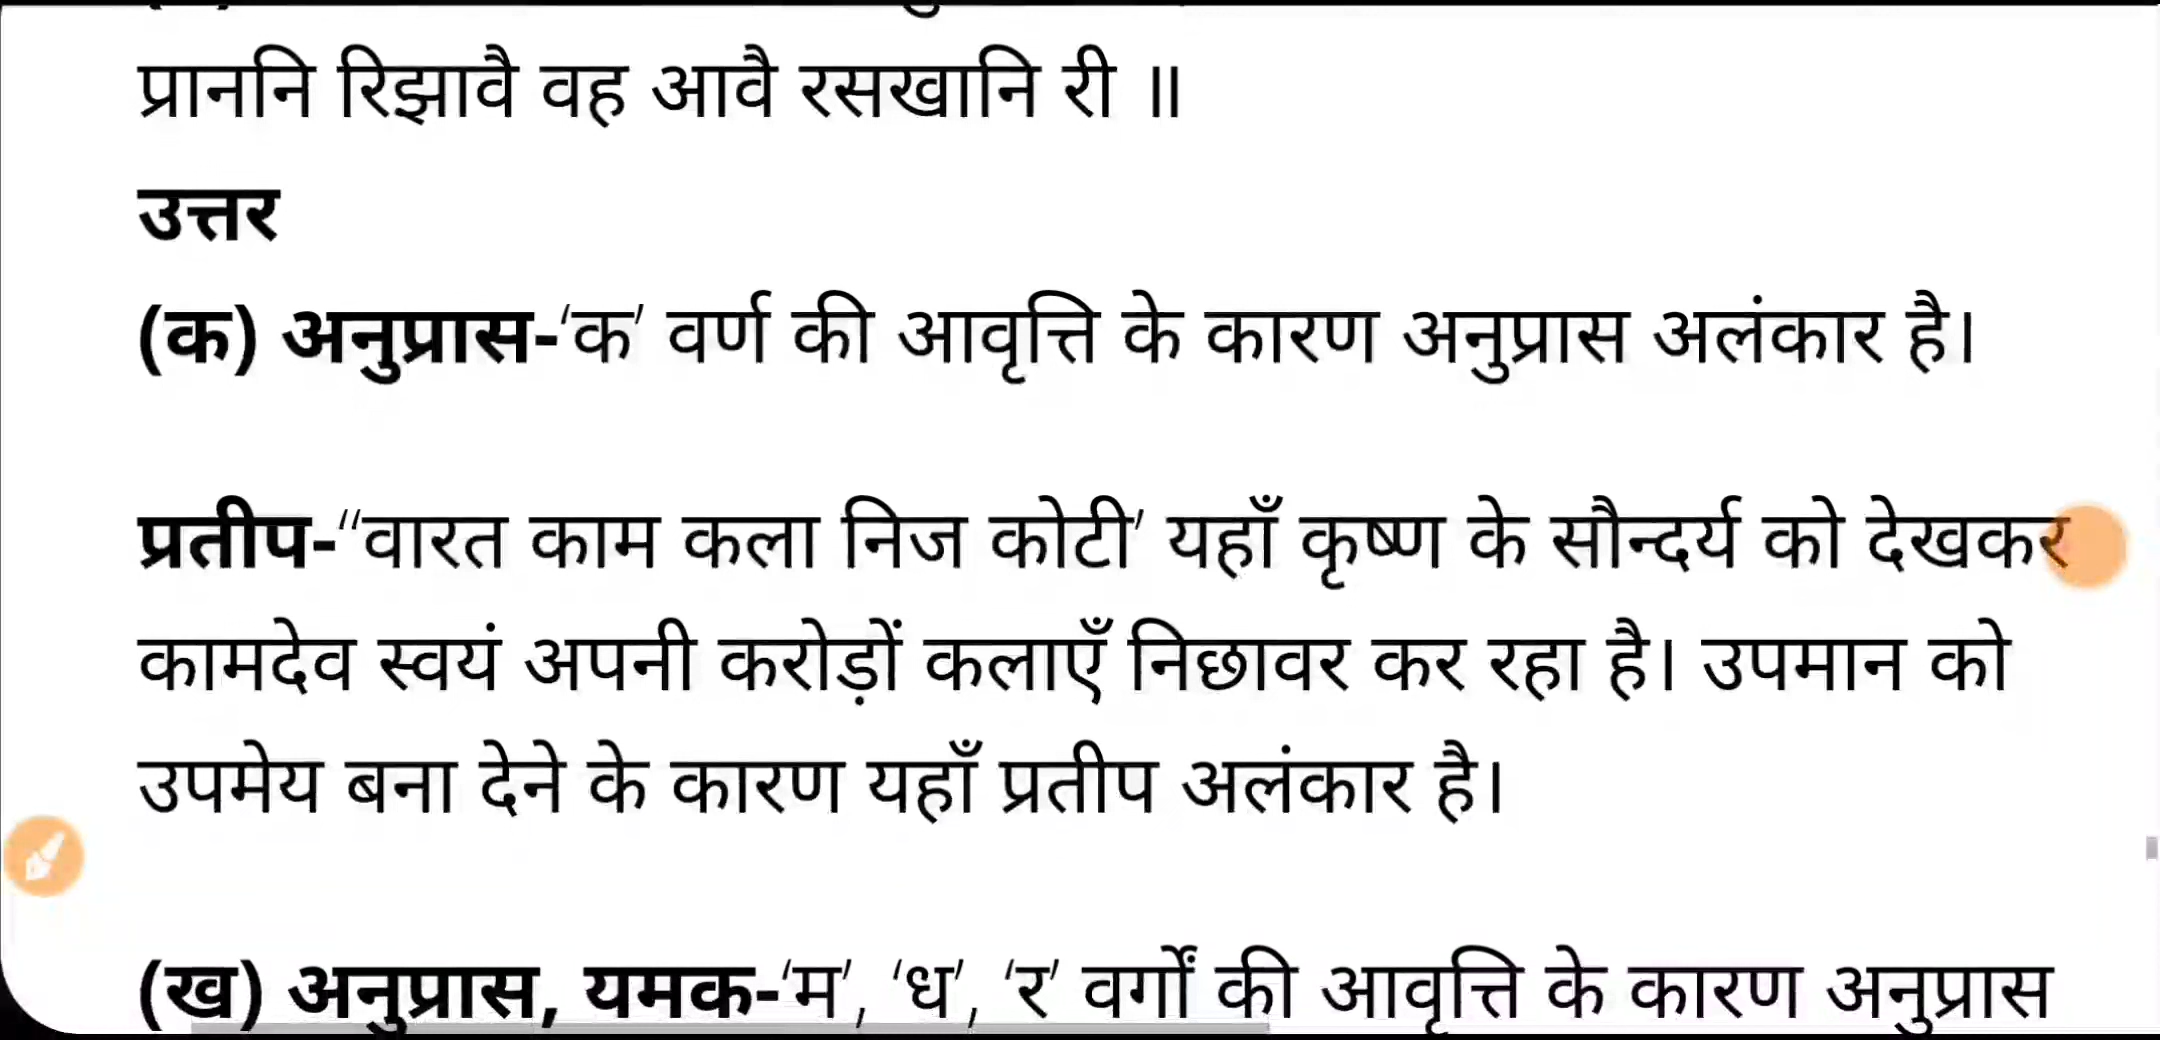 प्राननि रिझावै वह आवै रसखानि री ॥
उत्तर
(क) अनुप्रास-‘क’ वर्ण की आवृत्ति के कारण अनुप्रास अलंकार है।
प्रतीप-“वारत काम कला निज कोटी’ यहाँ कृष्ण के सौन्दर्य को देखकर
कामदेव स्वयं अपनी करोड़ों कलाएँ निछावर कर रहा है। उपमान को
उपमेय बना देने के कारण यहाँ प्रतीप अलंकार है।
(ख) अनुप्रास, यमक-‘म’, ‘ध’, ‘र’ वर्गों की आवृत्ति के कारण अनुप्रास